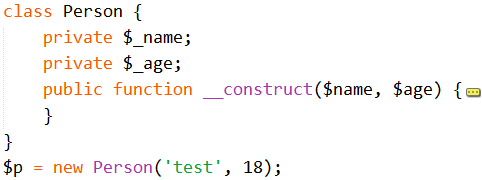 class Person {
    private $_name;
    private $_age;
    public function __construct($name, $age) {
    }
}
$p = new Person('test', 18);